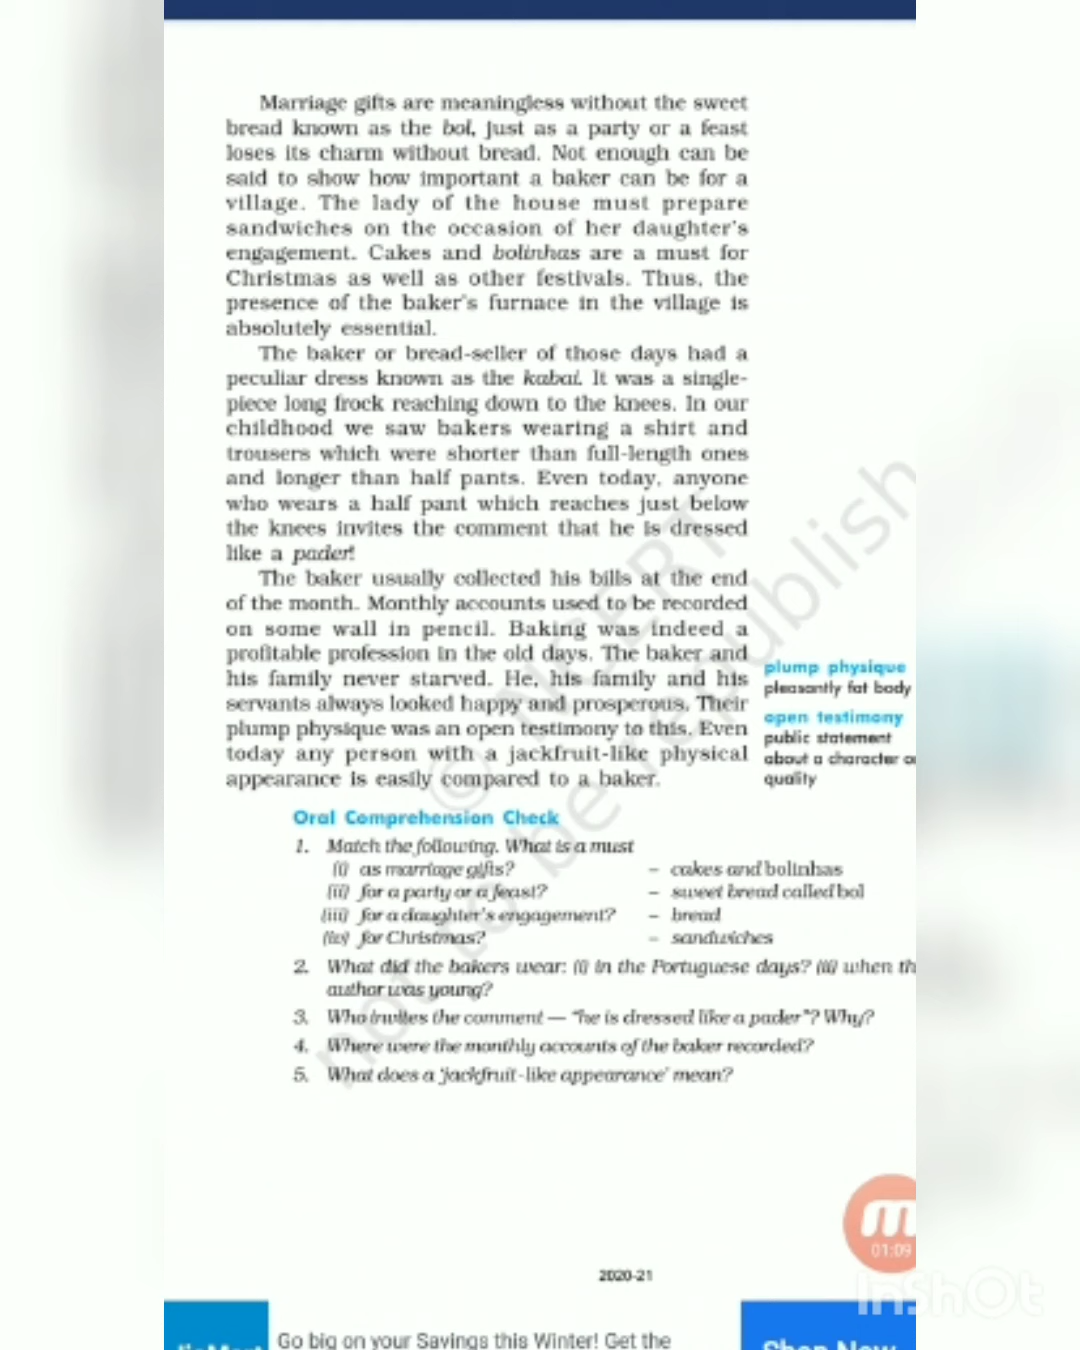 Marriage gifts are meaningless without the sweet
bread known as the bol, just as a party or a feast
loses its charm without bread. Not enough can be
said to show how important a baker can be for a
village. The lady of the house must prepare
sandwiches on the occasion of her daughter's
engagement. Cakes and bolinhas are a must for
Christmas as well as other festivals. Thus, the
presence of the baker's furnace in the village is
absolutely essential.
The baker or bread-seller of those days had a
peculiar dress known as the kabai. It was a single-
piece long frock reaching down to the knees. In our
childhood we saw bakers wearing a shirt and
trousers which were shorter than full-length ones
and longer than half pants. Even today, anyone
who wears a half pant which reaches just below
the knees invites the comment that he is dressed
like a pader!
The baker usually collected his bills at the end
of the month. Monthly accounts used to be recorded
on some wall in pencil. Baking was indeed a
profitable profession in the old days. The baker and
his family never starved. He, his family and his
servants always looked happy and prosperous. Their
plump physique was an open testimony to this. Even
today any person with a jackfruit-like physical
appearance is easily compared to a baker.
plump physique
pleasantly fat body
open testimony
public statement
about a character o
quality
Oral Comprehension Check
1. Match the following. What is a must
(i) as marriage gifts? – cakes and bolinhas
(ii) for a party or a feast? – sweet bread called bol
(iii) for a daughter's engagement? – bread
(iv) for Christmas? – sandwiches
2. What did the bakers wear: (i) in the Portuguese days? (ii) when th
author was young?
3. Who invites the comment — "he is dressed like a pader"? Why?
4. Where were the monthly accounts of the baker recorded?
5. What does a 'jackfruit-like appearance' mean?
© NCERT
not to be republish
01:09
2020-21
InShOt
Go big on your Savings this Winter! Get the
Shop Now